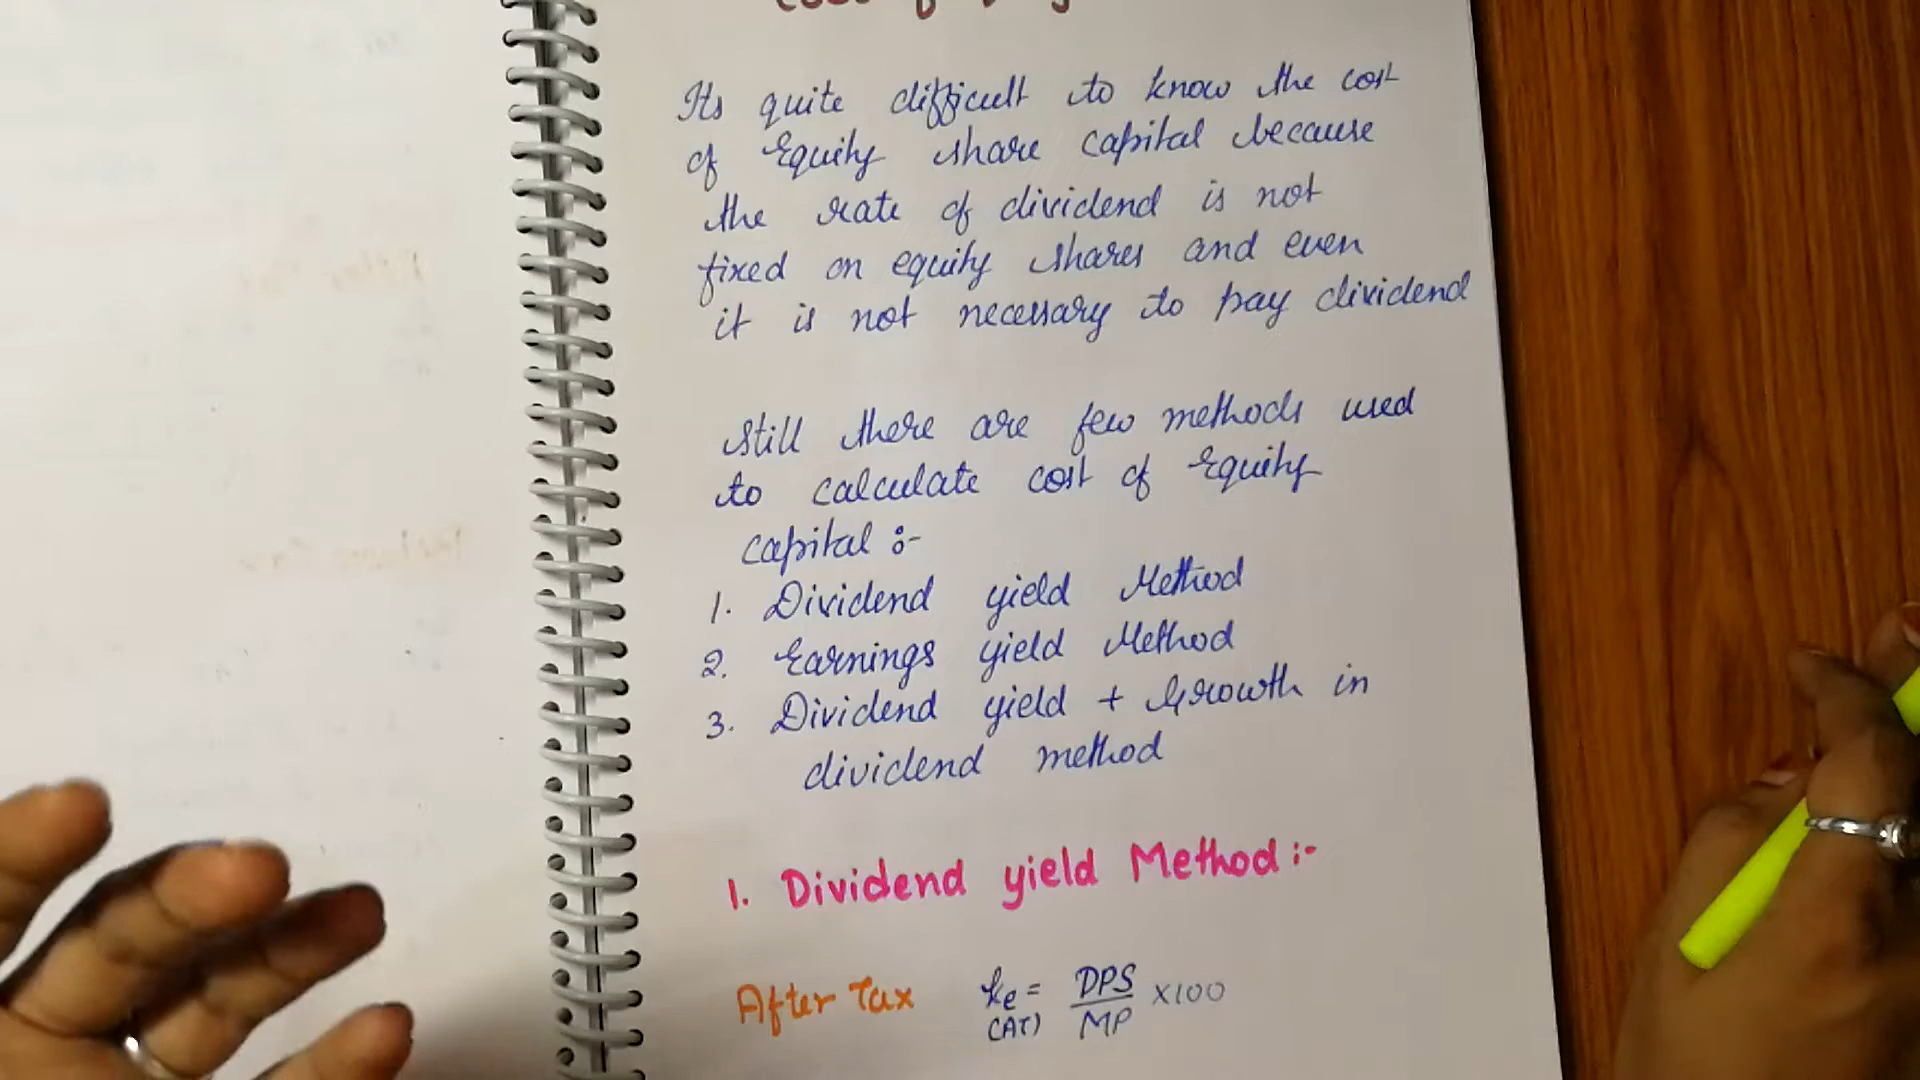 Its quite difficult to know the cost
of Equity share capital because
the rate of dividend is not
fixed on equity shares and even
it is not necessary to pay dividend
still there are few methods used
to calculate cost of Equity
capital :-
1. Dividend yield Method
2. Earnings yield Method
3. Dividend yield + Growth in
dividend method
1. Dividend yield Method :-
After Tax ke = DPS/MP X100
(AT)